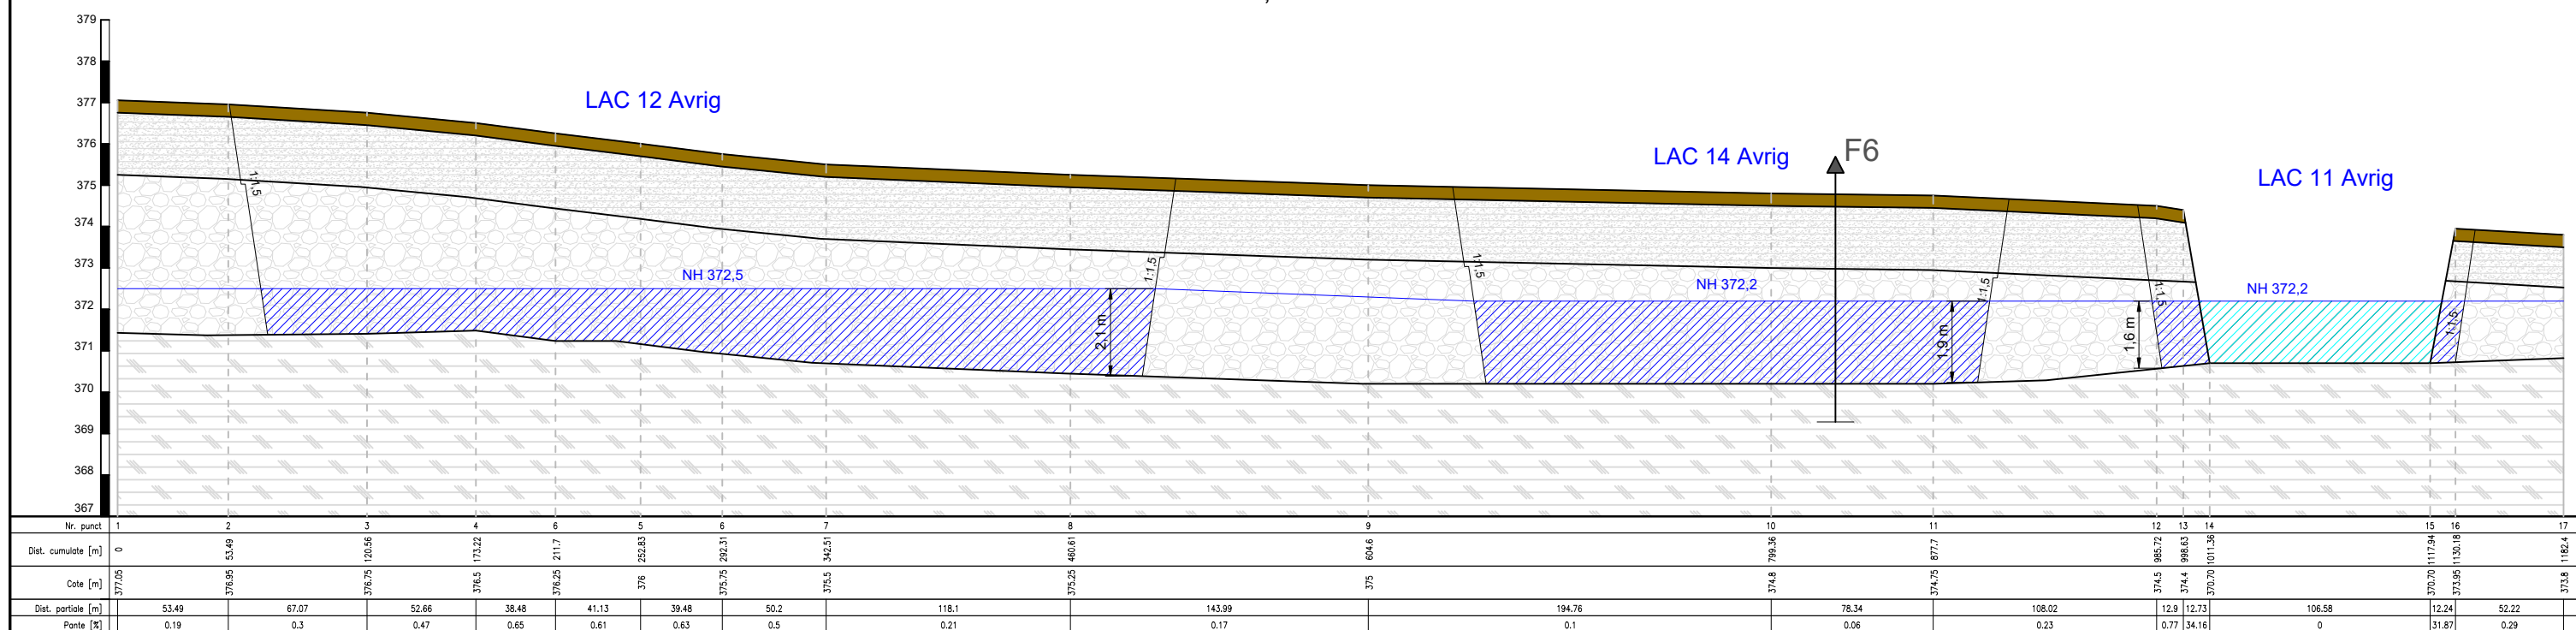 379
378
377
376
375
374
373
372
371
370
369
368
367
LAC 12 Avrig
LAC 14 Avrig
F6
LAC 11 Avrig
1:1,5
NH 372,5
2,1 m
1:1,5
1:1,5
NH 372,2
1,9 m
1:1,5
1,6 m
1:1,5
NH 372,2
1:1,5
Nr. punct 1 2 3 4 6 5 6 7 8 9 10 11 12 13 14 15 16 17
Dist. cumulate [m] 0 53.49 120.56 173.22 211.7 252.83 292.31 342.51 460.61 604.6 799.36 877.7 985.72 998.63 1011.36 1117.94 1130.18 1182.4
Cote [m] 377.05 376.95 376.75 376.5 376.25 376 375.75 375.5 375.25 375 374.8 374.75 374.5 374.4 370.70 370.70 373.95 373.8
Dist. partiale [m] 53.49 67.07 52.66 38.48 41.13 39.48 50.2 118.1 143.99 194.76 78.34 108.02 12.9 12.73 106.58 12.24 52.22
Pante [%] 0.19 0.3 0.47 0.65 0.61 0.63 0.5 0.21 0.17 0.1 0.06 0.23 0.77 34.16 0 31.87 0.29